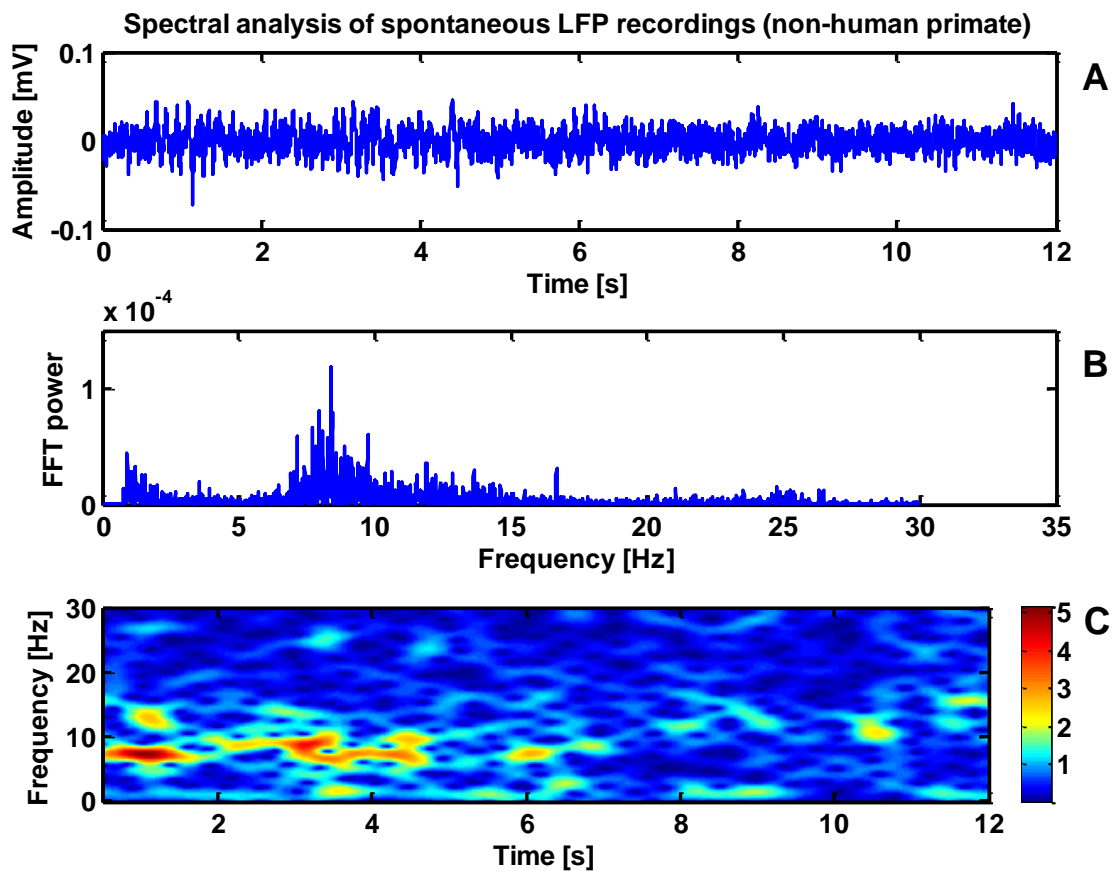 Spectral analysis of spontaneous LFP recordings (non-human primate)
A
Amplitude [mV]
0.1
0
-0.1
0 2 4 6 8 10 12
Time [s]
x 10^-4
B
FFT power
1
0
0 5 10 15 20 25 30 35
Frequency [Hz]
C
Frequency [Hz]
30
20
10
0
2 4 6 8 10 12
Time [s]
5
4
3
2
1